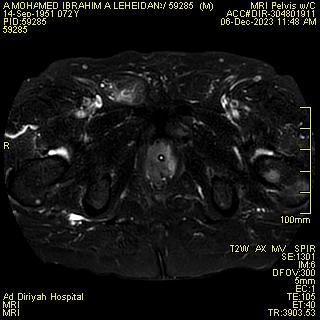 A MOHAMED IBRAHIM A LEHEIDAN:/ 59285 (M)
14-Sep-1951 072Y
PID:59285
59285
MRI Pelvis w/C
ACC#DIR-304801911
06-Dec-2023 11:48 AM
R
100mm
T2W_AX MV_SPIR
SE:1301
IM:6
DFOV:300
5mm
EC:1
TE:105
ET:40
TR:3903.53
Ad Diriyah Hospital
MRI
MRI